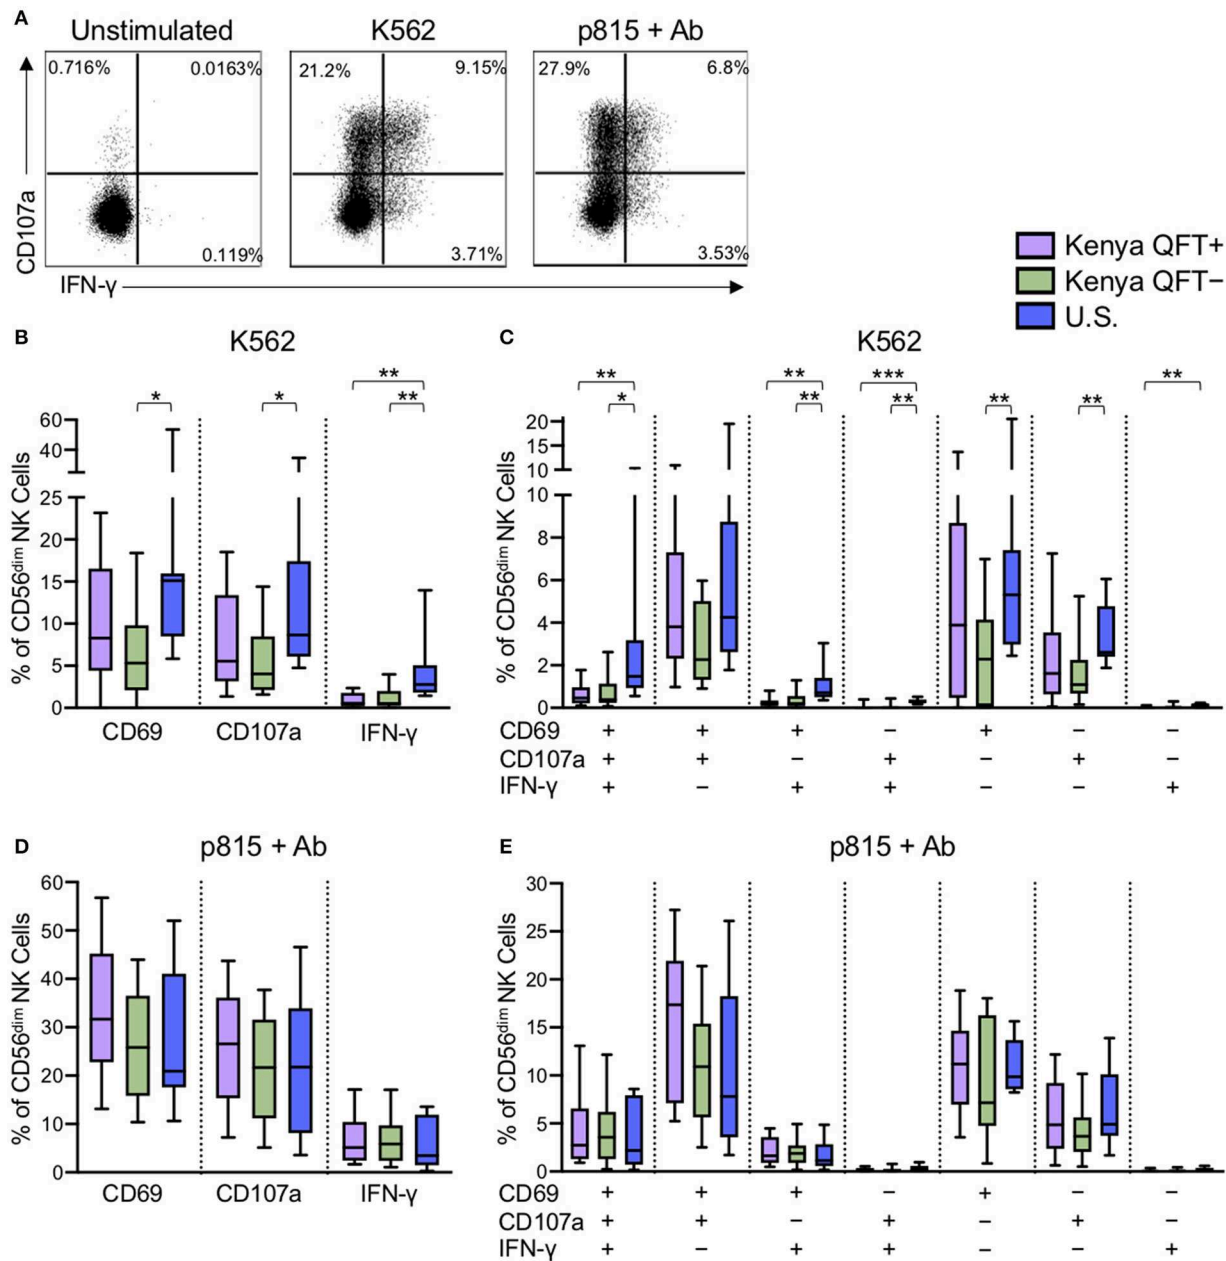 A
Unstimulated K562 p815 + Ab
0.716% 0.0163% 21.2% 9.15% 27.9% 6.8%
CD107a
0.119% 3.71% 3.53%
IFN-γ
Kenya QFT+
Kenya QFT−
U.S.
B
K562
** 
* * **
% of CD56dim NK Cells
60
40
25
20
15
10
5
0
CD69 CD107a IFN-γ
C
K562
** ** *** **
* ** ** ** **
% of CD56dim NK Cells
20
15
10
10
8
6
4
2
0
CD69 + + + − + − −
CD107a + + − + − + −
IFN-γ + − + + − − +
D
p815 + Ab
% of CD56dim NK Cells
60
50
40
30
20
10
0
CD69 CD107a IFN-γ
E
p815 + Ab
% of CD56dim NK Cells
30
25
20
15
10
5
0
CD69 + + + − + − −
CD107a + + − + − + −
IFN-γ + − + + − − +